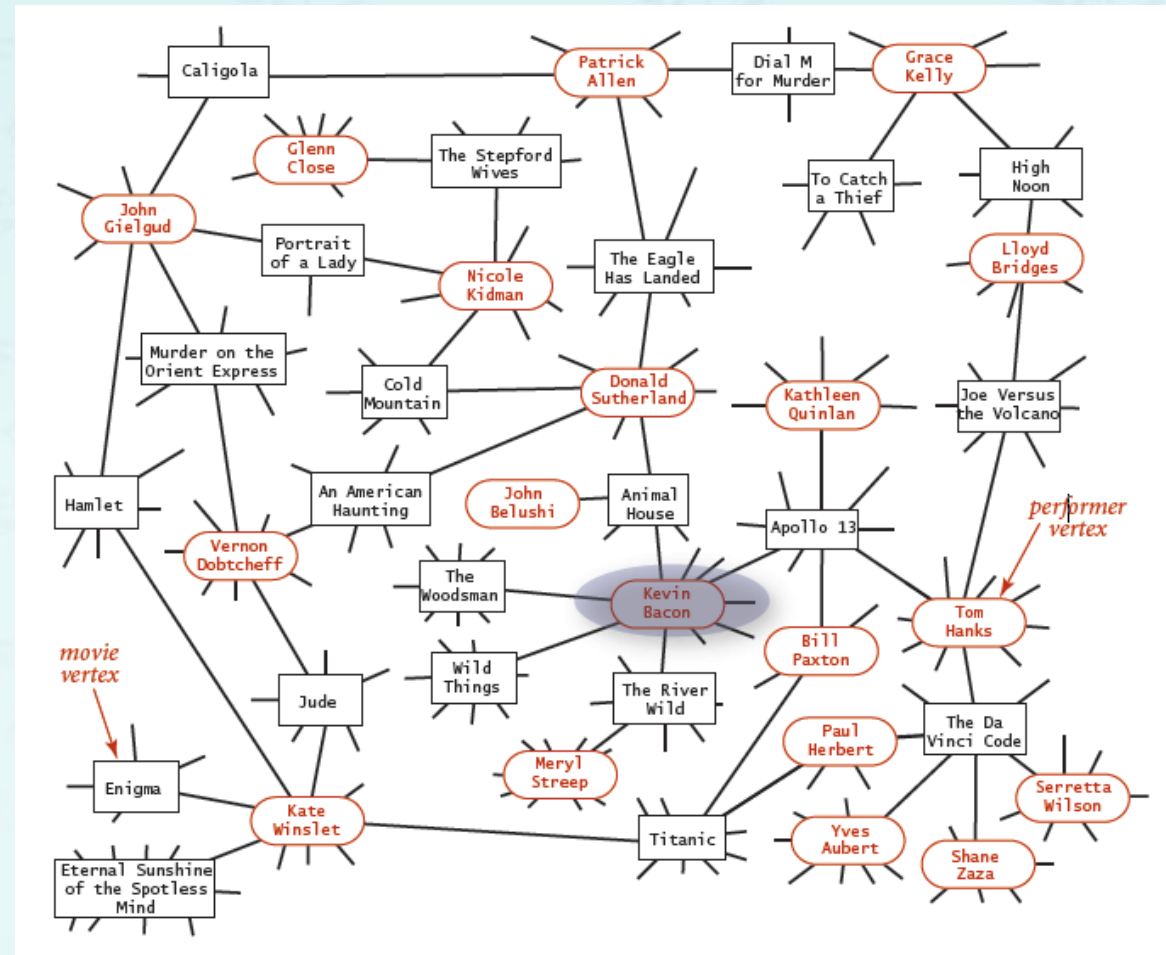 Caligola
Patrick
Allen
Dial M
for Murder
Grace
Kelly
Glenn
Close
The Stepford
Wives
To Catch
a Thief
High
Noon
John
Gielgud
Portrait
of a Lady
Nicole
Kidman
The Eagle
Has Landed
Lloyd
Bridges
Murder on the
Orient Express
Cold
Mountain
Donald
Sutherland
Kathleen
Quinlan
Joe Versus
the Volcano
Hamlet
An American
Haunting
John
Belushi
Animal
House
Apollo 13
performer
vertex
Vernon
Dobtcheff
The
Woodsman
Kevin
Bacon
Tom
Hanks
Bill
Paxton
movie
vertex
Jude
Wild
Things
The River
Wild
Paul
Herbert
The Da
Vinci Code
Enigma
Kate
Winslet
Meryl
Streep
Titanic
Yves
Aubert
Shane
Zaza
Serretta
Wilson
Eternal Sunshine
of the Spotless
Mind